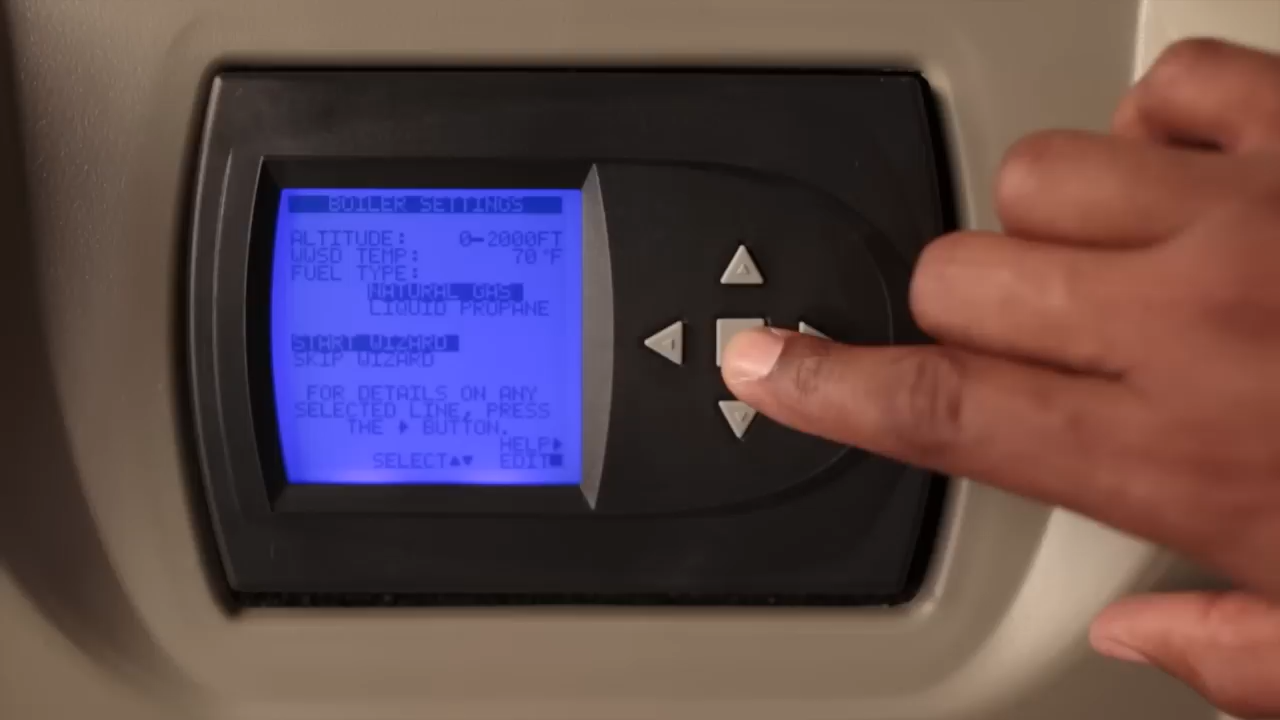 BOILER SETTINGS
ALTITUDE: 0-2000FT
WWSD TEMP: 70°F
FUEL TYPE:
NATURAL GAS
LIQUID PROPANE
START WIZARD
SKIP WIZARD
FOR DETAILS ON ANY
SELECTED LINE, PRESS
THE ▶ BUTTON.
HELP▶
SELECT▲▼ EDIT■